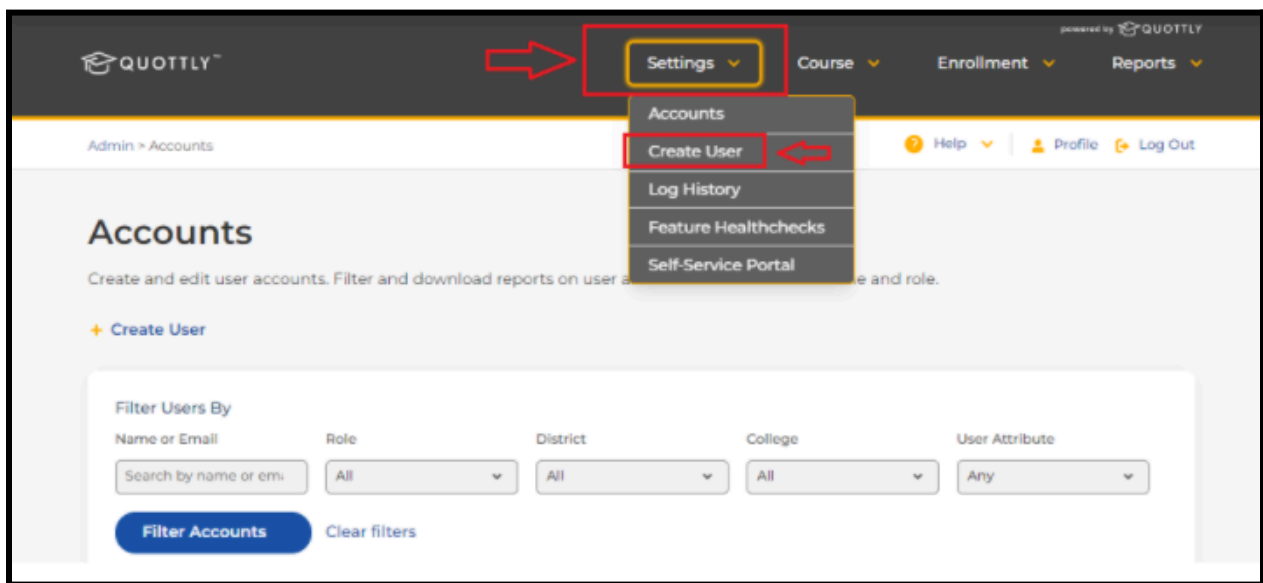 powered by QUOTTLY
QUOTTLY™
Settings Course Enrollment Reports
Accounts
Admin > Accounts
Create User
Help Profile Log Out
Log History
Accounts
Feature Healthchecks
Self-Service Portal
Create and edit user accounts. Filter and download reports on user a e and role.
+ Create User
Filter Users By
Name or Email Role District College User Attribute
Search by name or ema All All All Any
Filter Accounts Clear filters